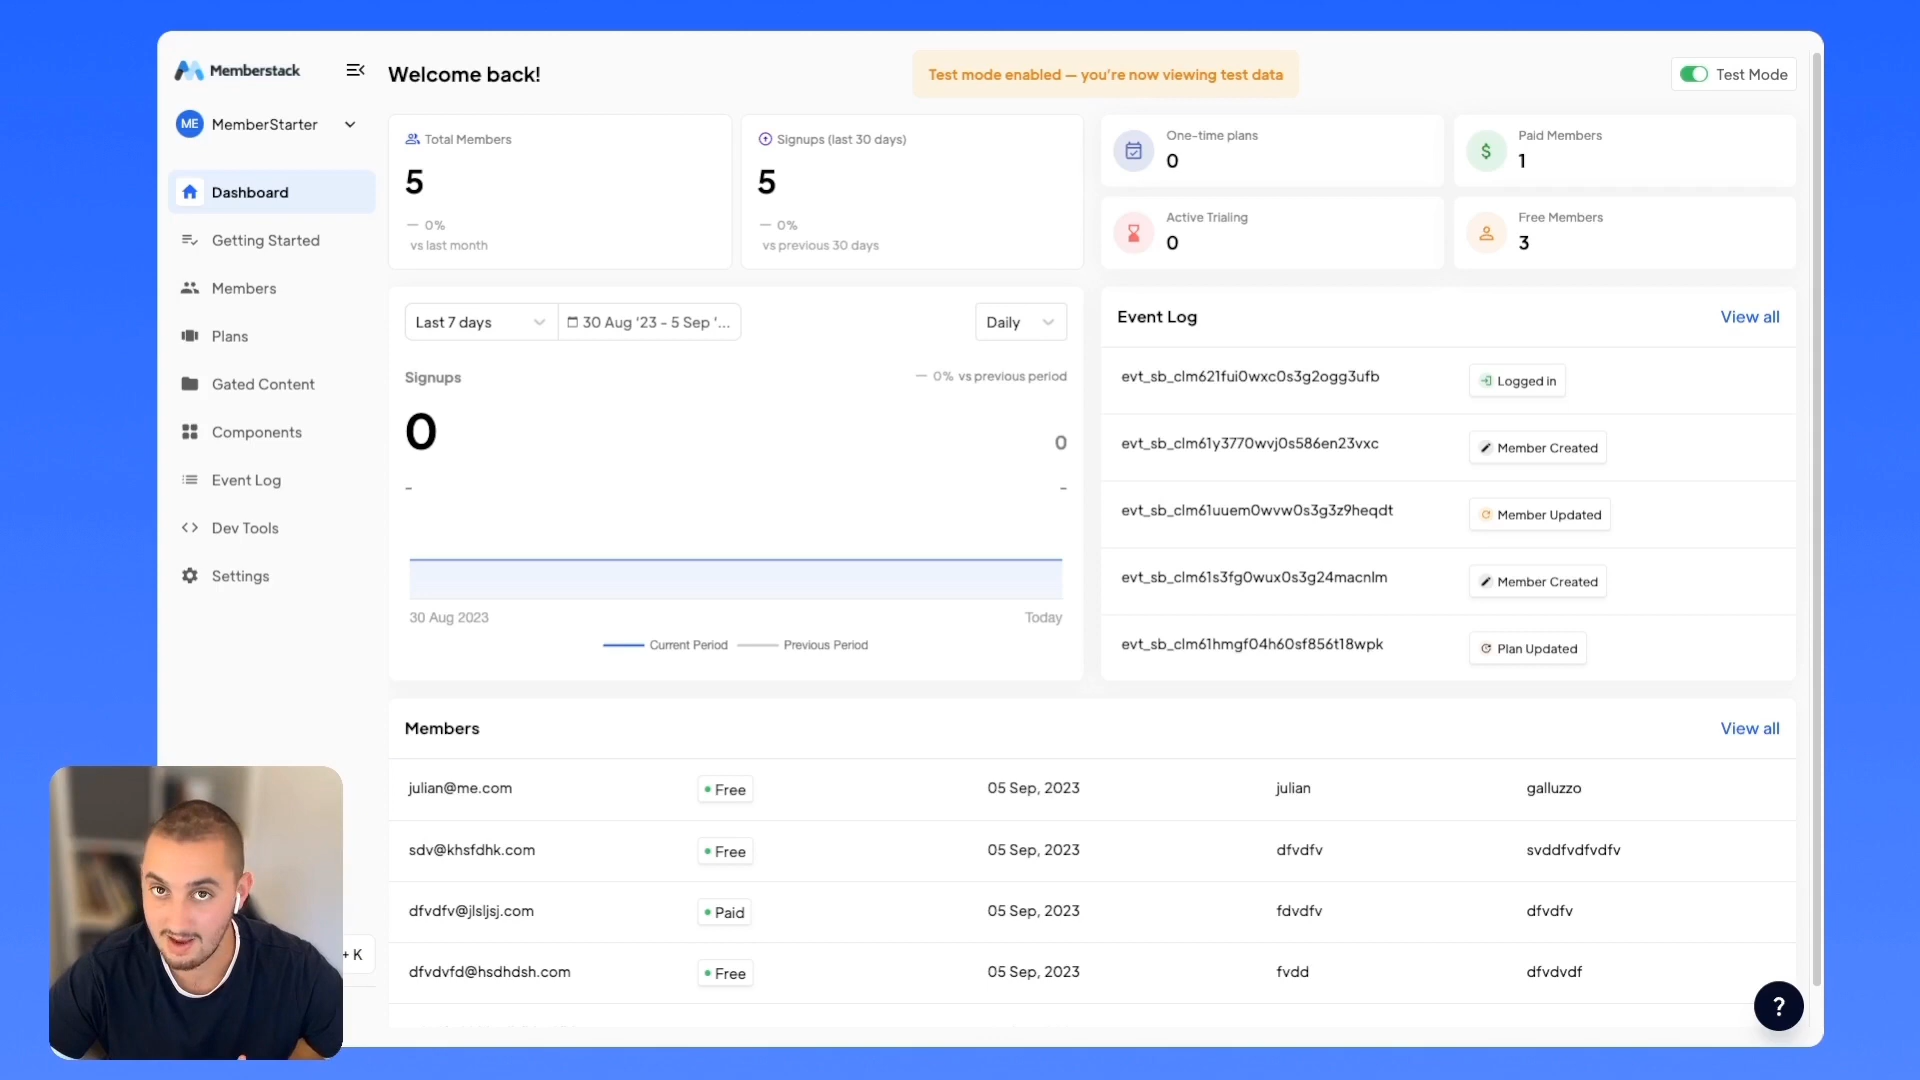 Memberstack
ME MemberStarter
Dashboard
Getting Started
Members
Plans
Gated Content
Components
Event Log
Dev Tools
Settings
+ K
Welcome back!
Test mode enabled — you're now viewing test data
Test Mode
Total Members
5
— 0%
vs last month
Signups (last 30 days)
5
— 0%
vs previous 30 days
One-time plans
0
Paid Members
1
Active Trialing
0
Free Members
3
Last 7 days
30 Aug '23 - 5 Sep '...
Daily
Signups
— 0% vs previous period
0
0
-
-
30 Aug 2023
Today
Current Period
Previous Period
Event Log
View all
evt_sb_clm621fui0wxc0s3g2ogg3ufb Logged in
evt_sb_clm61y3770wvj0s586en23vxc Member Created
evt_sb_clm61uuem0wvw0s3g3z9heqdt Member Updated
evt_sb_clm61s3fg0wux0s3g24macnlm Member Created
evt_sb_clm61hmgf04h60sf856t18wpk Plan Updated
Members
View all
julian@me.com Free 05 Sep, 2023 julian galluzzo
sdv@khsfdhk.com Free 05 Sep, 2023 dfvdfv svddfvdfvdfv
dfvdfv@jlsljsj.com Paid 05 Sep, 2023 fdvdfv dfvdfv
dfvdvfd@hsdhdsh.com Free 05 Sep, 2023 fvdd dfvdvdf
?